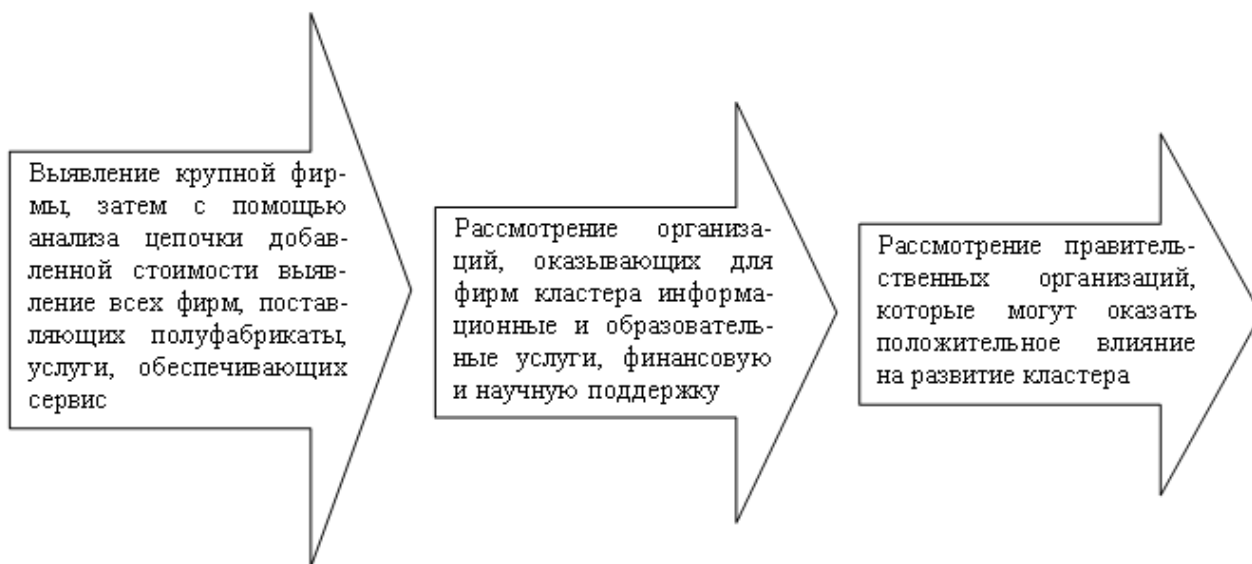 Выявление крупной фир-
мы, затем с помощью
анализа цепочки добав-
ленной стоимости выяв-
ление всех фирм, постав-
ляющих полуфабрикаты,
услуги, обеспечивающих
сервис
Рассмотрение организа-
ций, оказывающих для
фирм кластера информа-
ционные и образователь-
ные услуги, финансовую
и научную поддержку
Рассмотрение правитель-
ственных организаций,
которые могут оказать
положительное влияние
на развитие кластера